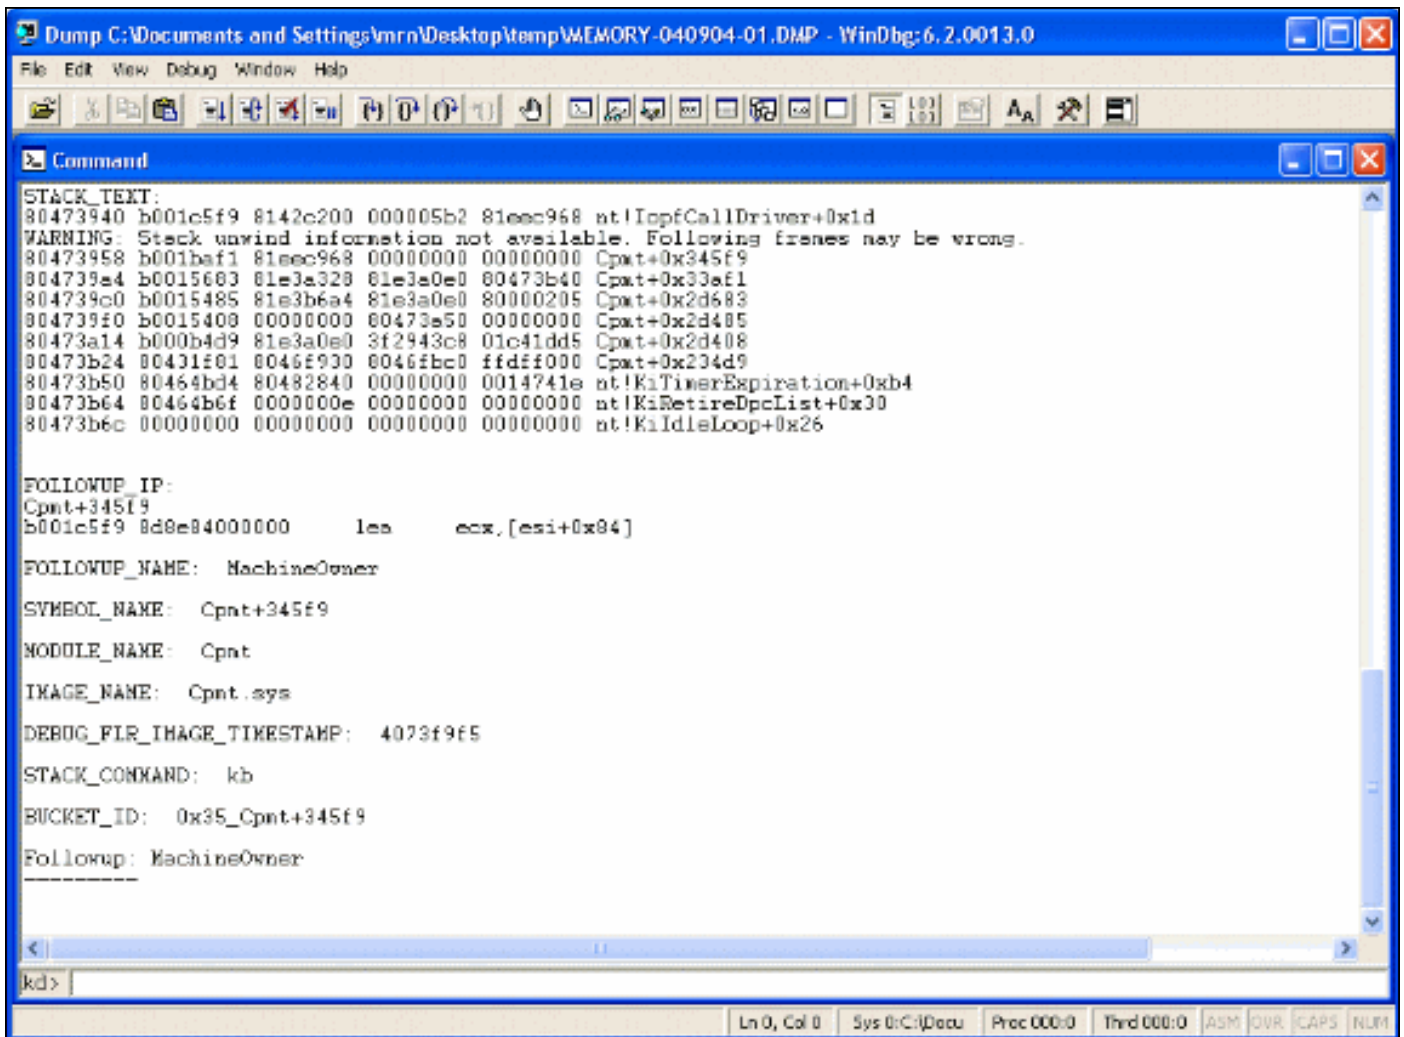 Dump C:\Documents and Settings\mrn\Desktop\temp\MEMORY-040904-01.DMP - WinDbg:6.2.0013.0
File Edit View Debug Window Help
Command
STACK_TEXT:
80473940 b001c5f9 8142c200 000005b2 81eec968 nt!IopfCallDriver+0x1d
WARNING: Stack unwind information not available. Following frames may be wrong.
80473958 b001baf1 81eec968 00000000 00000000 Cpmt+0x345f9
804739a4 b0015683 81e3a328 81e3a0e0 80473b40 Cpmt+0x33af1
804739c0 b0015485 81e3b6a4 81e3a0e0 80000205 Cpmt+0x2d683
804739f0 b0015408 00000000 80473a50 00000000 Cpmt+0x2d485
80473a14 b000b4d9 81e3a0e0 3f2943c8 01c41dd5 Cpmt+0x2d408
80473b24 80431f81 8046f930 8046fbc0 ffdff000 Cpmt+0x234d9
80473b50 80464bd4 80482840 00000000 0014741e nt!KiTimerExpiration+0xb4
80473b64 80464b6f 0000000e 00000000 00000000 nt!KiRetireDpcList+0x30
80473b6c 00000000 00000000 00000000 00000000 nt!KiIdleLoop+0x26
FOLLOWUP_IP:
Cpmt+345f9
b001c5f9 8d8e84000000 lea ecx,[esi+0x84]
FOLLOWUP_NAME: MachineOwner
SYMBOL_NAME: Cpmt+345f9
MODULE_NAME: Cpmt
IMAGE_NAME: Cpmt.sys
DEBUG_FLR_IMAGE_TIMESTAMP: 4073f9f5
STACK_COMMAND: kb
BUCKET_ID: 0x35_Cpmt+345f9
Followup: MachineOwner
---------
kd>
Ln 0, Col 0 Sys 0:C:\Docu Proc 000:0 Thrd 000:0 ASM OVR CAPS NUM